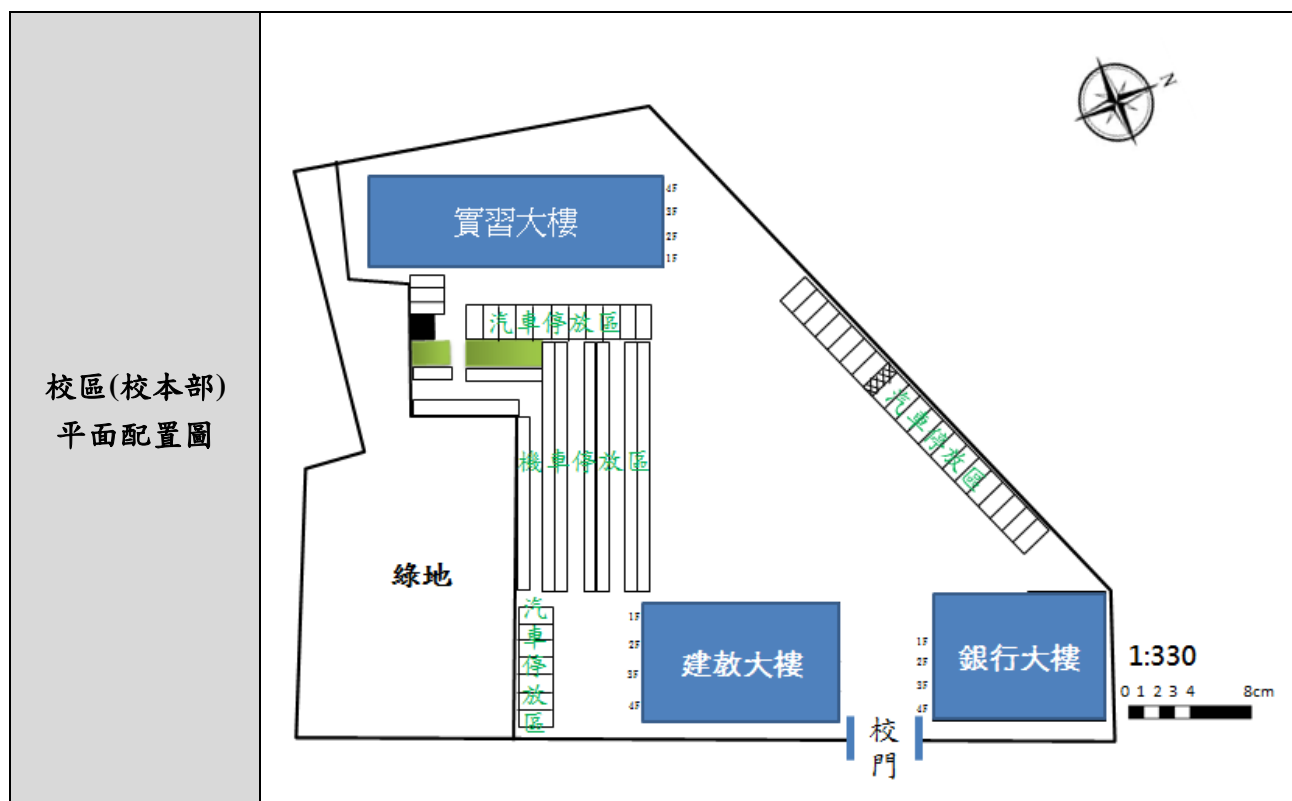 校區(校本部)
平面配置圖
N
實習大樓
4F
3F
2F
1F
汽車停放區
汽車停放區
機車停放區
綠地
汽車停放區
1F
2F
3F
4F
建教大樓
1F
2F
3F
4F
銀行大樓
1:330
0 1 2 3 4 8cm
校門